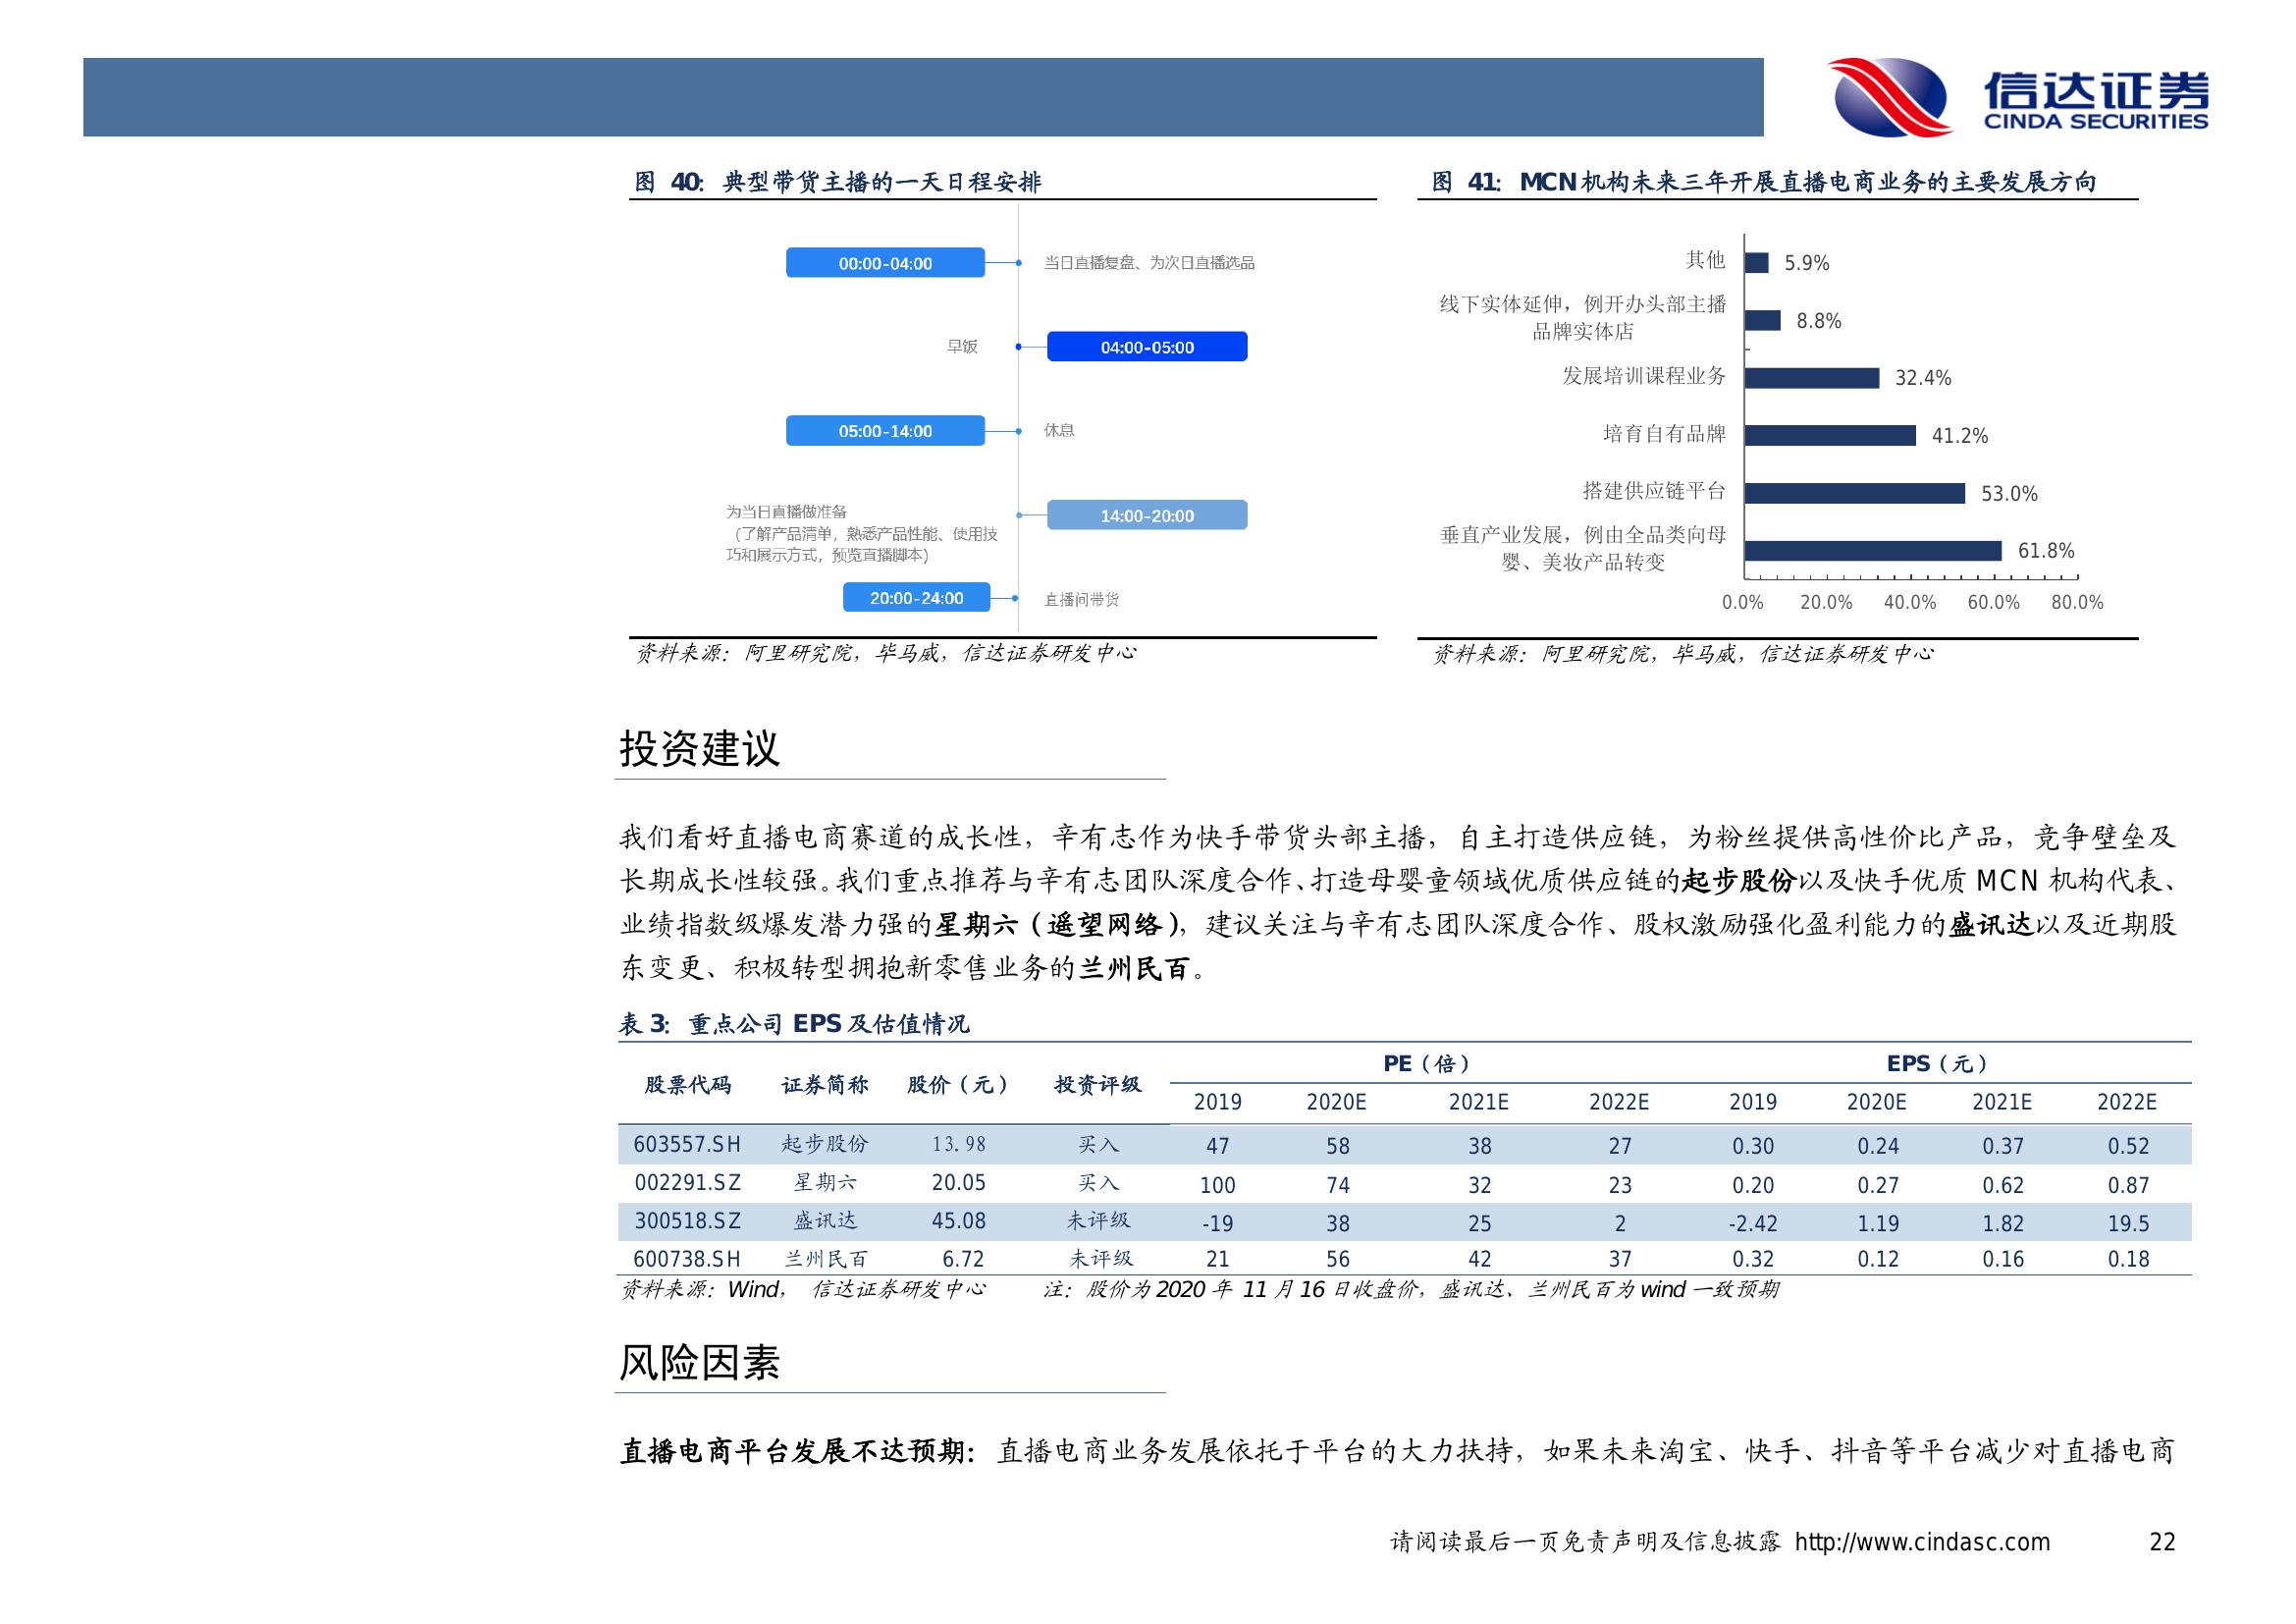 信达证券
CINDA SECURITIES
图 40：典型带货主播的一天日程安排
00:00-04:00 当日直播复盘、为次日直播选品
早饭 04:00-05:00
05:00-14:00 休息
为当日直播做准备
（了解产品清单，熟悉产品性能、使用技
巧和展示方式，预览直播脚本）
14:00-20:00
20:00-24:00 直播间带货
资料来源：阿里研究院，毕马威，信达证券研发中心
图 41：MCN机构未来三年开展直播电商业务的主要发展方向
其他 5.9%
线下实体延伸，例开办头部主播
品牌实体店
8.8%
发展培训课程业务 32.4%
培育自有品牌 41.2%
搭建供应链平台 53.0%
垂直产业发展，例由全品类向母
婴、美妆产品转变
61.8%
0.0% 20.0% 40.0% 60.0% 80.0%
资料来源：阿里研究院，毕马威，信达证券研发中心
投资建议
我们看好直播电商赛道的成长性，辛有志作为快手带货头部主播，自主打造供应链，为粉丝提供高性价比产品，竞争壁垒及
长期成长性较强。我们重点推荐与辛有志团队深度合作、打造母婴童领域优质供应链的起步股份以及快手优质 MCN 机构代表、
业绩指数级爆发潜力强的星期六（遥望网络），建议关注与辛有志团队深度合作、股权激励强化盈利能力的盛讯达以及近期股
东变更、积极转型拥抱新零售业务的兰州民百。
表 3：重点公司 EPS 及估值情况
股票代码 证券简称 股价（元） 投资评级 PE（倍） EPS（元）
2019 2020E 2021E 2022E 2019 2020E 2021E 2022E
603557.SH 起步股份 13.98 买入 47 58 38 27 0.30 0.24 0.37 0.52
002291.SZ 星期六 20.05 买入 100 74 32 23 0.20 0.27 0.62 0.87
300518.SZ 盛讯达 45.08 未评级 -19 38 25 2 -2.42 1.19 1.82 19.5
600738.SH 兰州民百 6.72 未评级 21 56 42 37 0.32 0.12 0.16 0.18
资料来源：Wind， 信达证券研发中心 注：股价为 2020 年 11 月 16 日收盘价，盛讯达、兰州民百为 wind 一致预期
风险因素
直播电商平台发展不达预期：直播电商业务发展依托于平台的大力扶持，如果未来淘宝、快手、抖音等平台减少对直播电商
请阅读最后一页免责声明及信息披露 http://www.cindasc.com 22